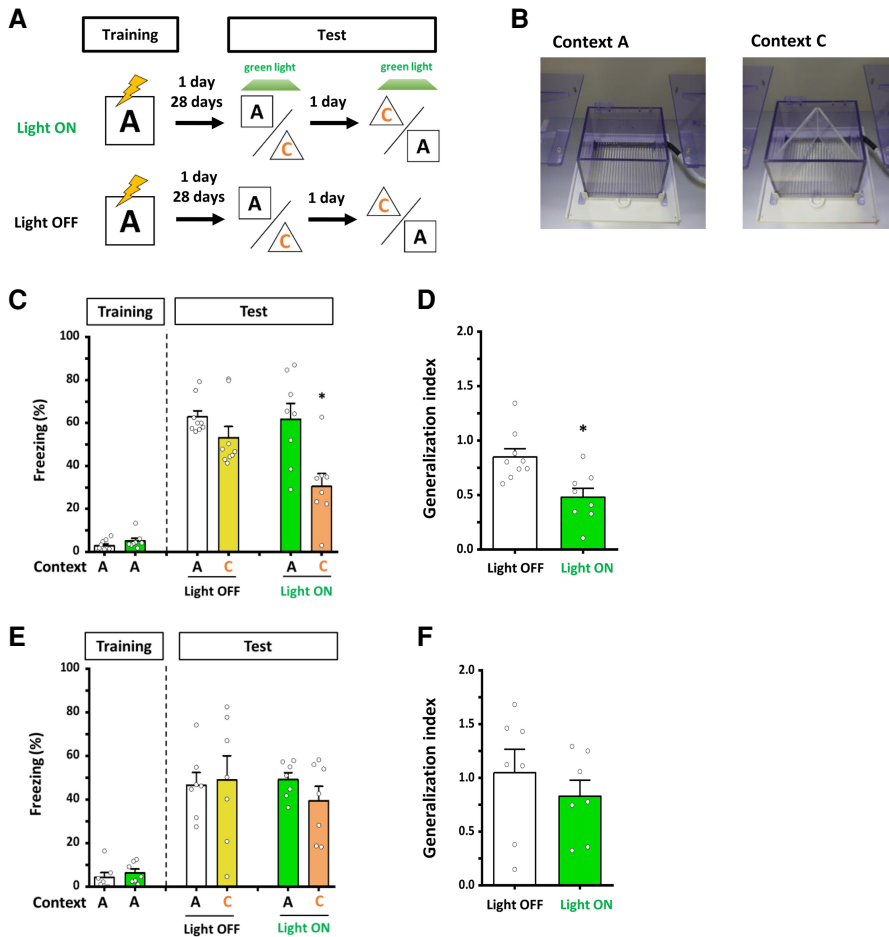 A
Training
Test
Light ON
A
1 day
28 days
green light
A
C
1 day
green light
C
A
Light OFF
A
1 day
28 days
A
C
1 day
C
A
B
Context A
Context C
C
Training
Test
Freezing (%)
100
80
60
40
20
0
*
Context A A A C A C
Light OFF Light ON
D
Generalization index
2.0
1.5
1.0
0.5
0.0
*
Light OFF Light ON
E
Training
Test
Freezing (%)
100
80
60
40
20
0
Context A A A C A C
Light OFF Light ON
F
Generalization index
2.0
1.5
1.0
0.5
0.0
Light OFF Light ON